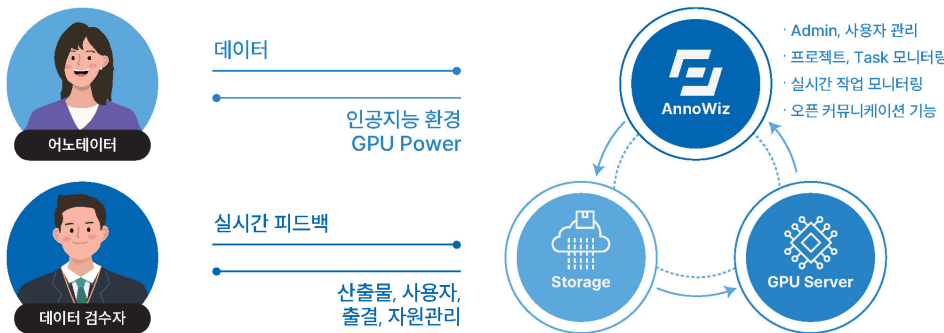 데이터
인공지능 환경
GPU Power
어노테이터
실시간 피드백
산출물, 사용자,
출결, 자원관리
데이터 검수자
AnnoWiz
· Admin, 사용자 관리
· 프로젝트, Task 모니터링
· 실시간 작업 모니터링
· 오픈 커뮤니케이션 기능
Storage
GPU Server